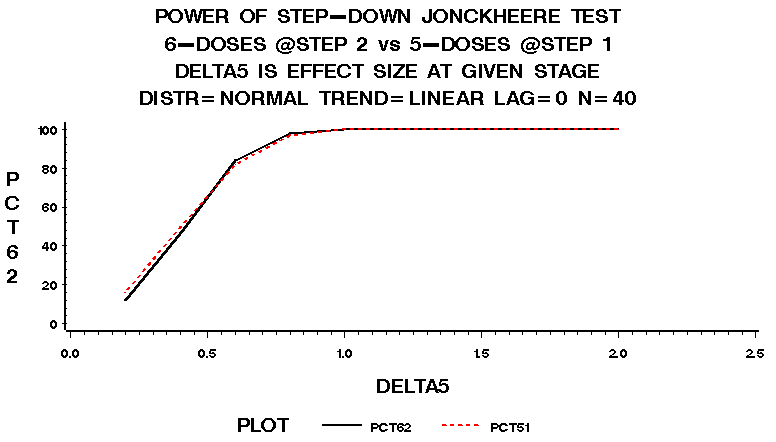 POWER OF STEP-DOWN JONCKHEERE TEST
6-DOSES @STEP 2 vs 5-DOSES @STEP 1
DELTA5 IS EFFECT SIZE AT GIVEN STAGE
DISTR=NORMAL TREND=LINEAR LAG=0 N=40
PCT62
100
80
60
40
20
0
0.0 0.5 1.0 1.5 2.0 2.5
DELTA5
PLOT PCT62 PCT51